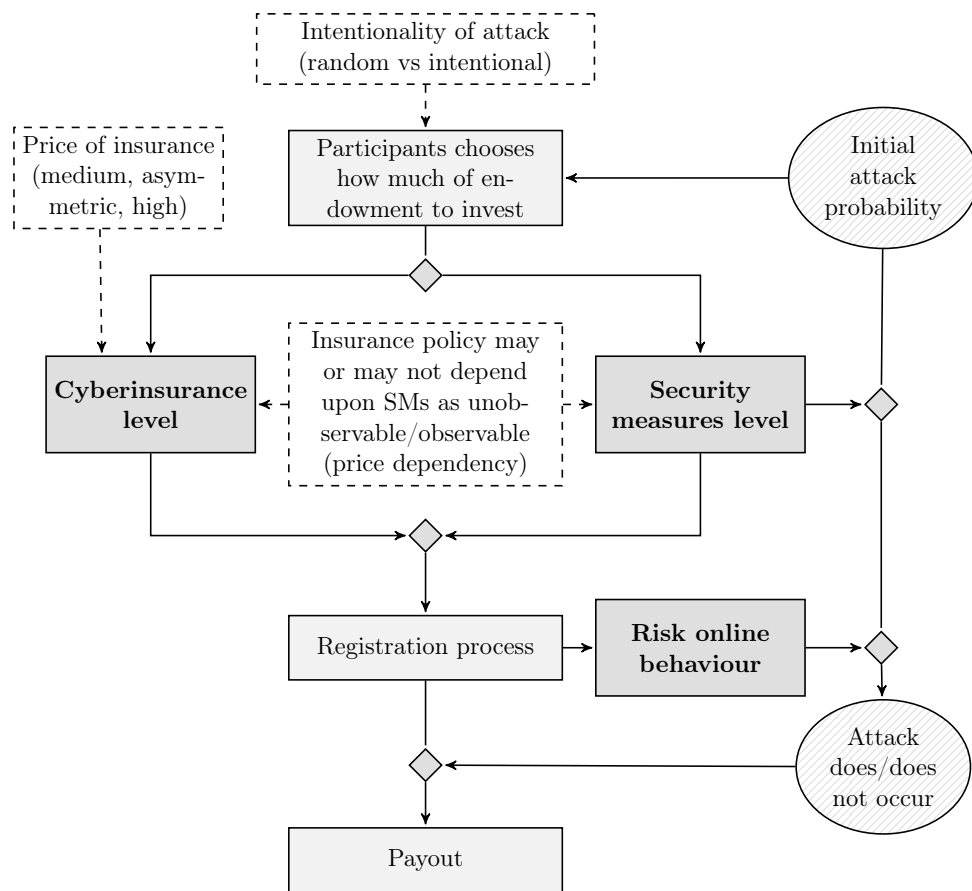 Intentionality of attack
(random vs intentional)
Price of insurance
(medium, asym-
metric, high)
Participants chooses
how much of en-
dowment to invest
Initial
attack
probability
Cyberinsurance
level
Insurance policy may
or may not depend
upon SMs as unob-
servable/observable
(price dependency)
Security
measures level
Registration process
Risk online
behaviour
Attack
does/does
not occur
Payout